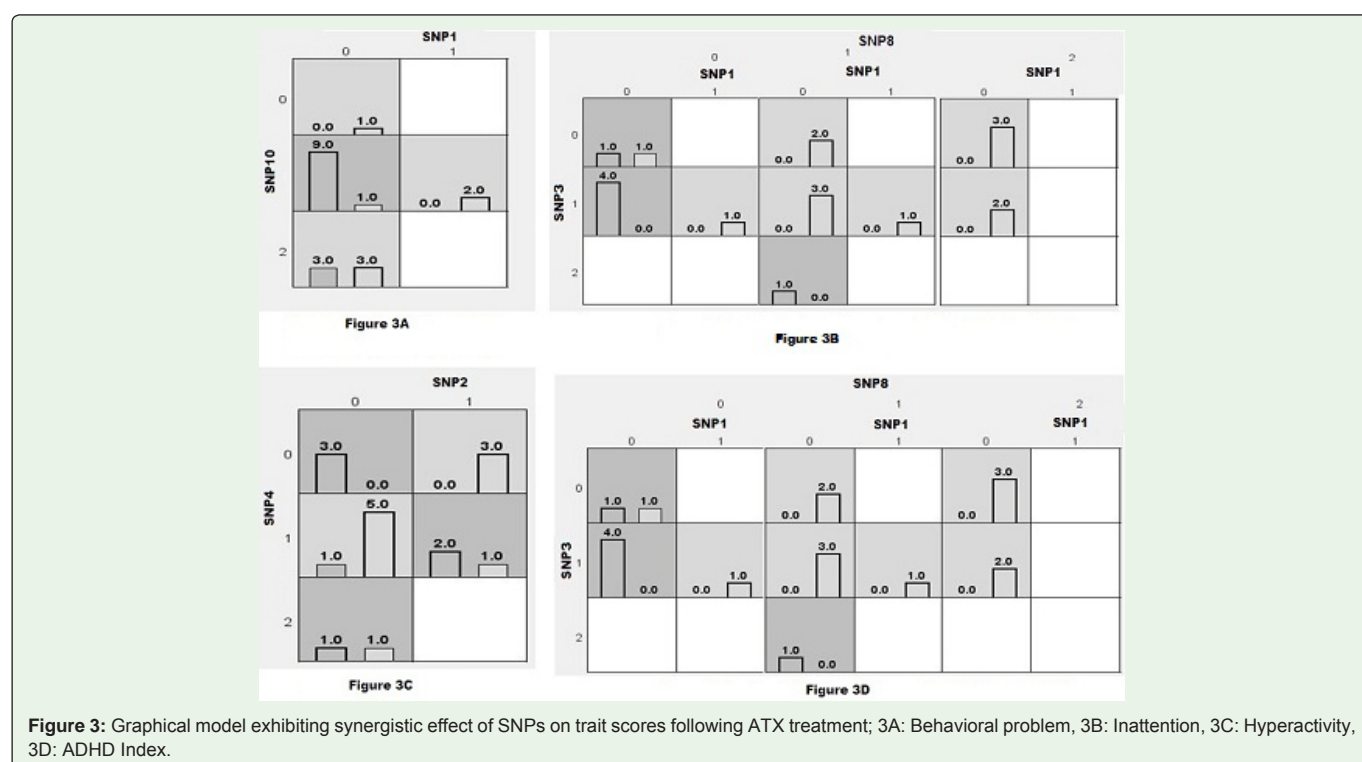 SNP1
0 1
0
0.0 1.0
SNP10
1
9.0 1.0 0.0 2.0
2
3.0 3.0
Figure 3A
SNP8
0 1 2
SNP1 SNP1 SNP1
0 1 0 1 0 1
0
1.0 1.0 0.0 2.0 0.0 3.0
SNP3
1
4.0 0.0 0.0 1.0 0.0 3.0 0.0 1.0 0.0 2.0
2
1.0 0.0
Figure 3B
SNP2
0 1
0
3.0 0.0 0.0 3.0
SNP4
1
1.0 5.0 2.0 1.0
2
1.0 1.0
Figure 3C
SNP8
0 1 2
SNP1 SNP1 SNP1
0 1 0 1 0 1
0
1.0 1.0 0.0 2.0 0.0 3.0
SNP3
1
4.0 0.0 0.0 1.0 0.0 3.0 0.0 1.0 0.0 2.0
2
1.0 0.0
Figure 3D
Figure 3: Graphical model exhibiting synergistic effect of SNPs on trait scores following ATX treatment; 3A: Behavioral problem, 3B: Inattention, 3C: Hyperactivity,
3D: ADHD Index.